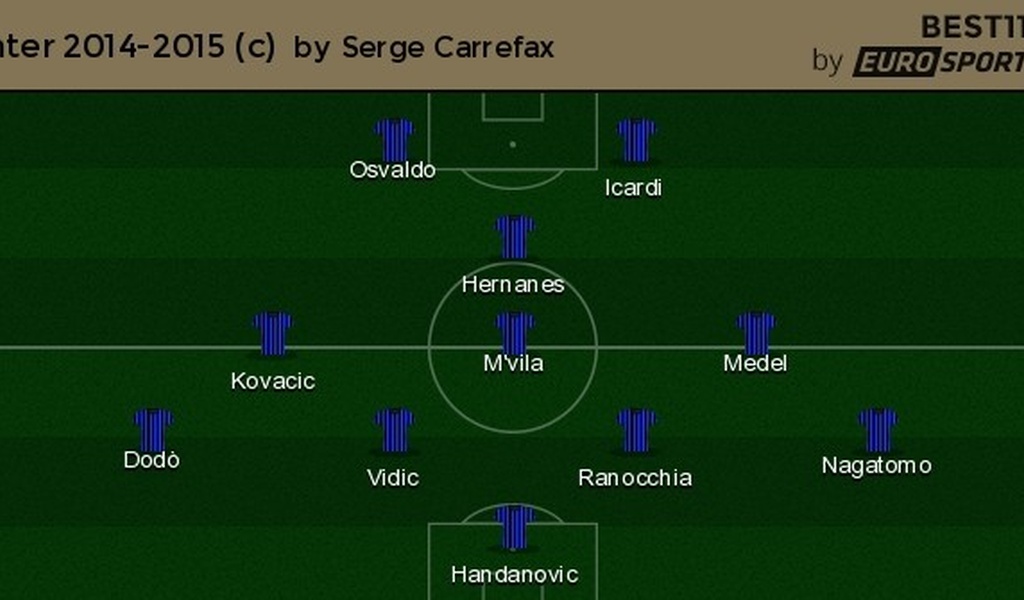 nter 2014-2015 (c) by Serge Carrefax
BEST11
by EUROSPORT
Osvaldo
Icardi
Hernanes
Kovacic
M'vila
Medel
Dodò
Vidic
Ranocchia
Nagatomo
Handanovic